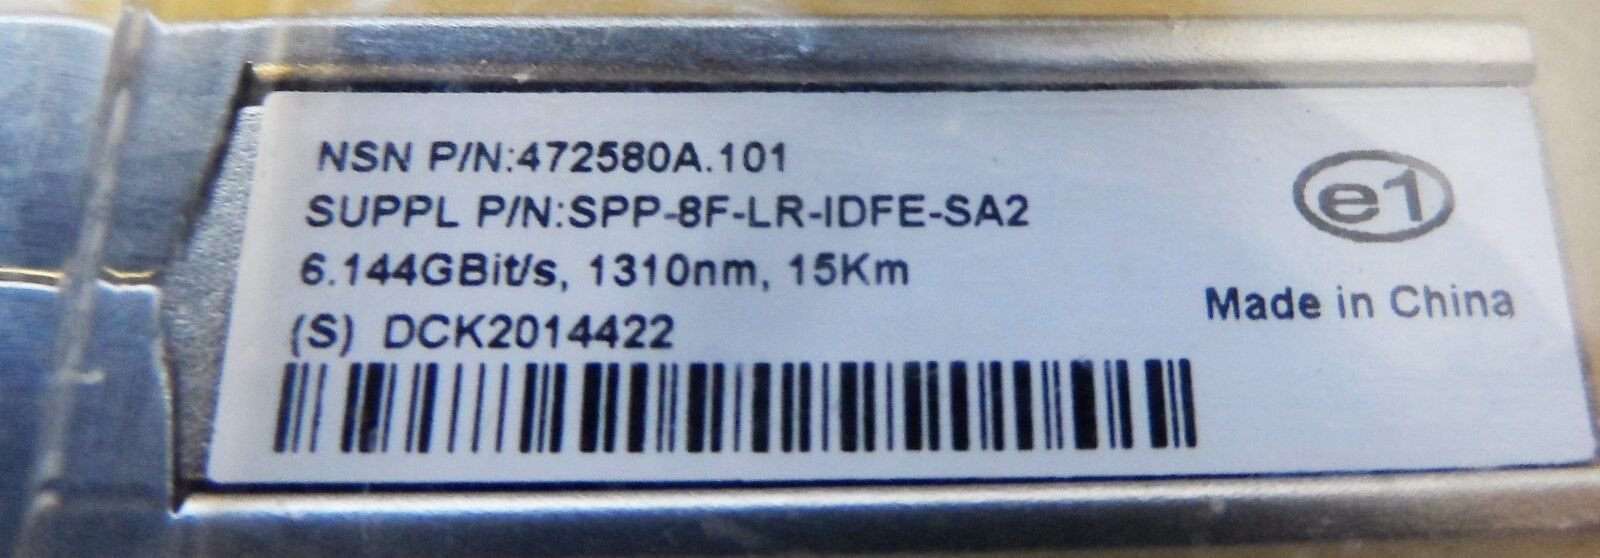 NSN P/N:472580A.101
SUPPL P/N:SPP-8F-LR-IDFE-SA2
6.144GBit/s, 1310nm, 15Km
(S) DCK2014422
e1
Made in China